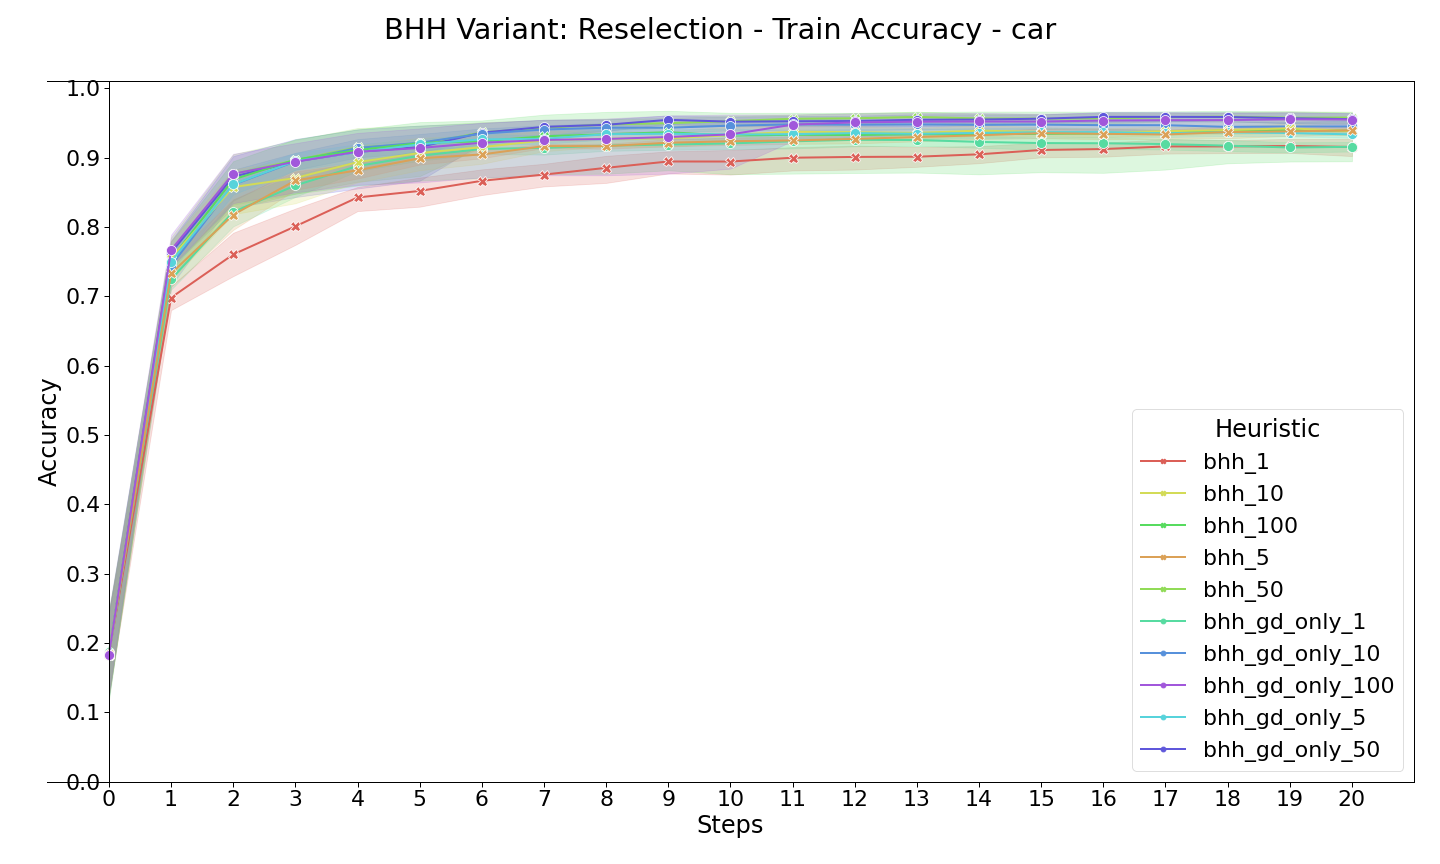 BHH Variant: Reselection - Train Accuracy - car
1.0
0.9
0.8
0.7
0.6
0.5
0.4
0.3
0.2
0.1
0.0
Accuracy
Heuristic
bhh_1
bhh_10
bhh_100
bhh_5
bhh_50
bhh_gd_only_1
bhh_gd_only_10
bhh_gd_only_100
bhh_gd_only_5
bhh_gd_only_50
0 1 2 3 4 5 6 7 8 9 10 11 12 13 14 15 16 17 18 19 20
Steps